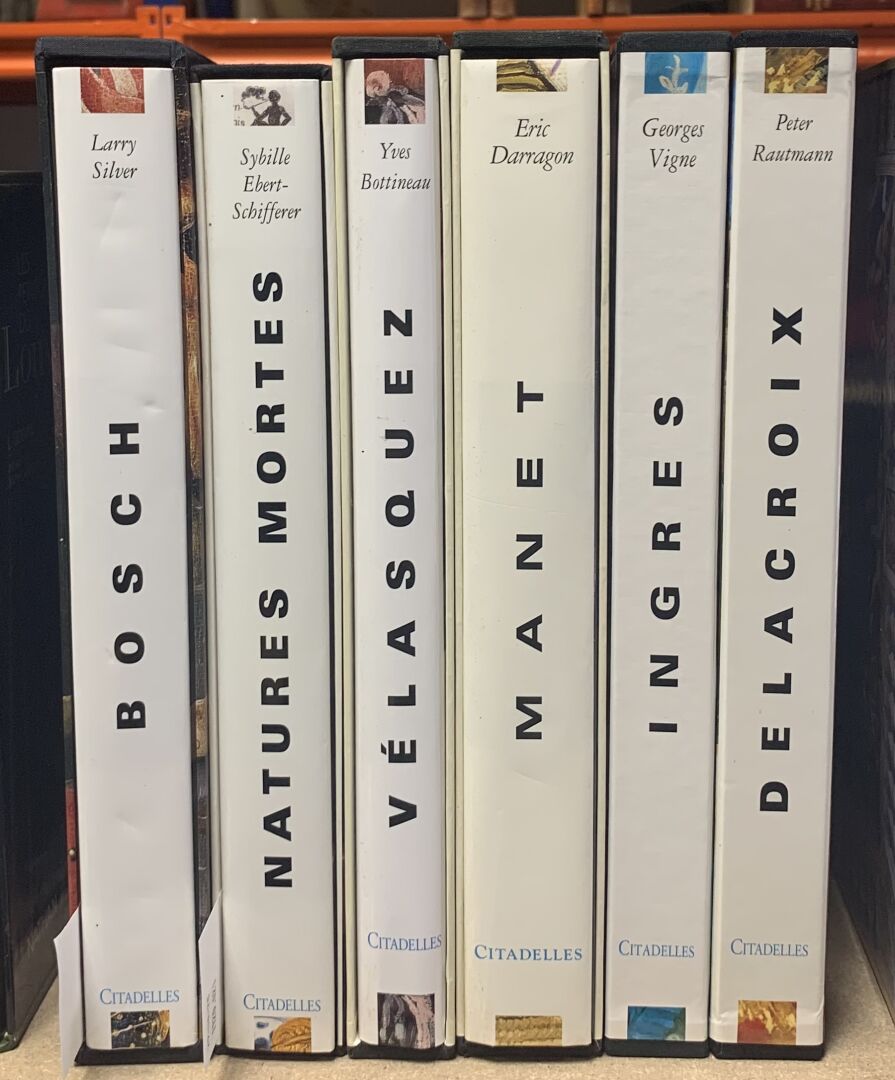 Larry
Silver
BOSCH
CITADELLES
Sybille
Ebert-
Schifferer
NATURES MORTES
CITADELLES
Yves
Bottineau
VÉLASQUEZ
CITADELLES
Eric
Darragon
MANET
CITADELLES
Georges
Vigne
INGRES
CITADELLES
Peter
Rautmann
DELACROIX
CITADELLES